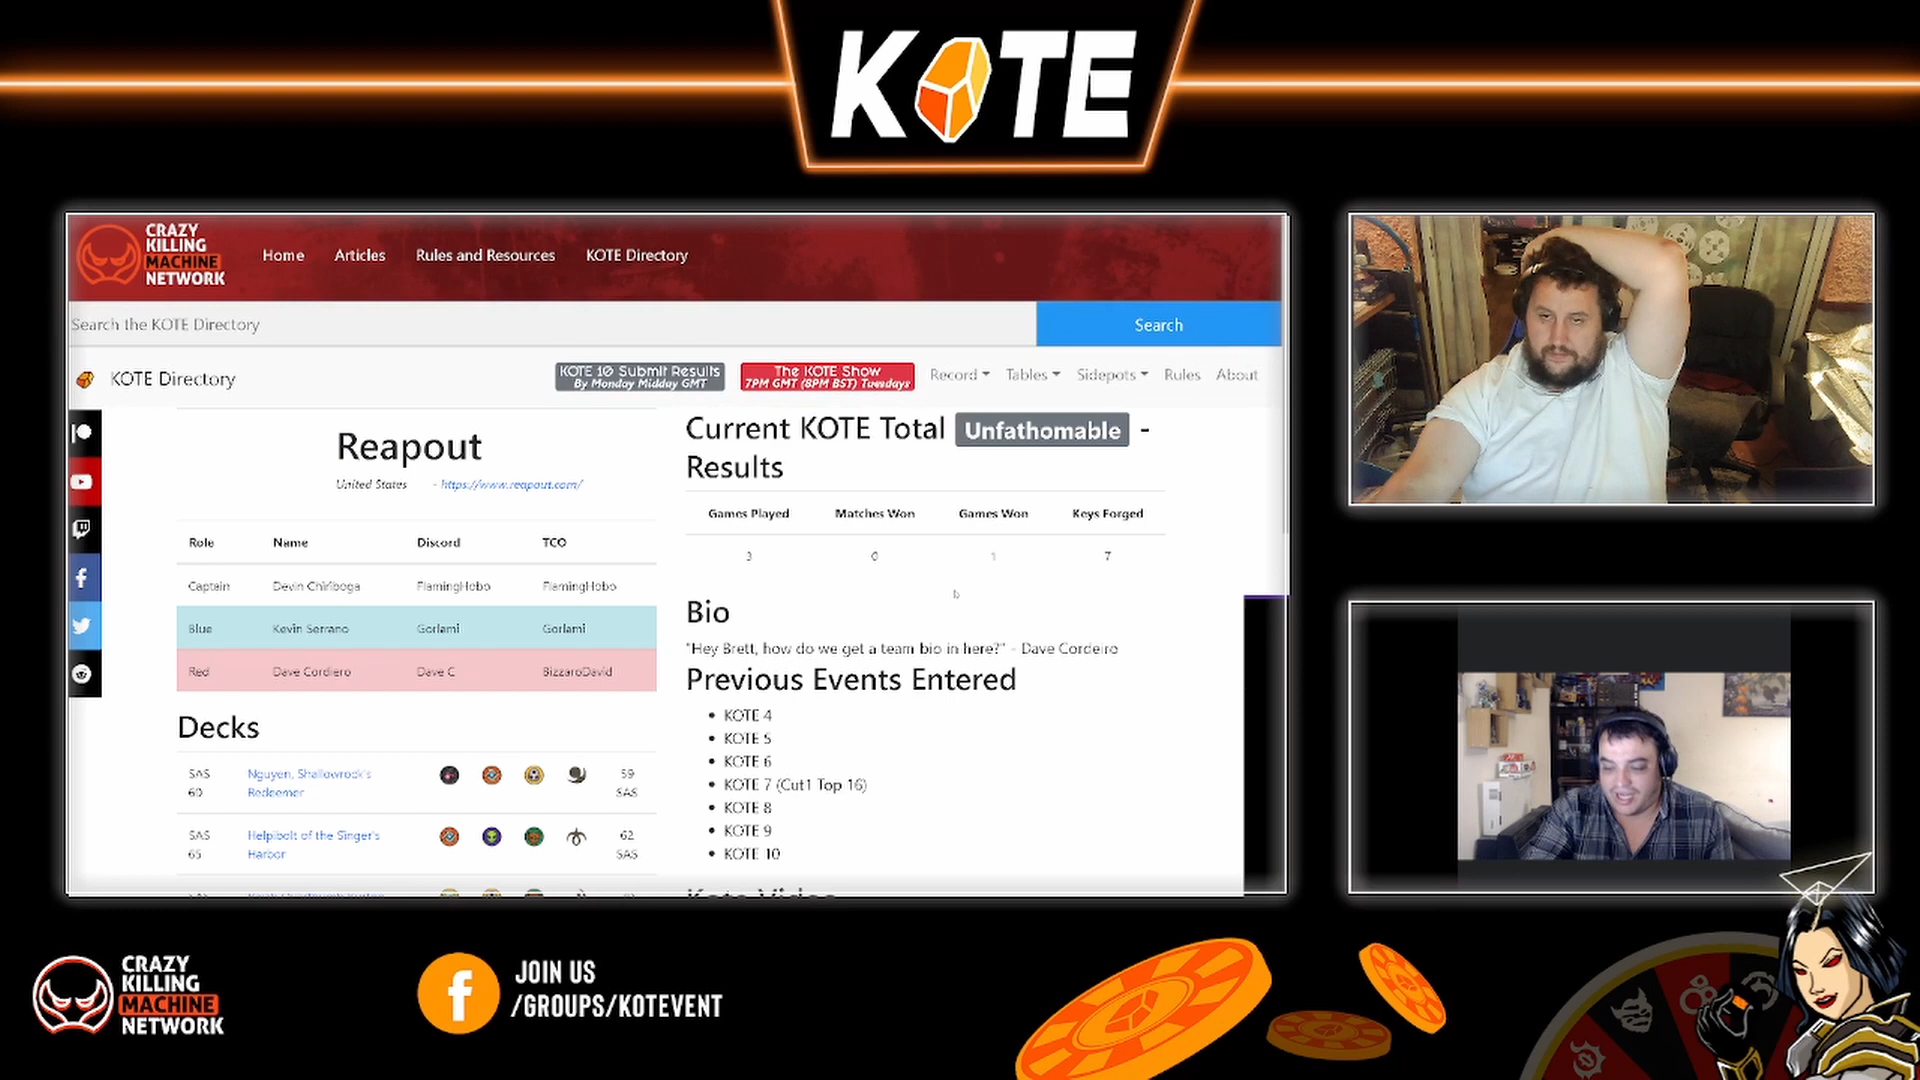 KOTE
CRAZY
KILLING
MACHINE
NETWORK
Home
Articles
Rules and Resources
KOTE Directory
Search the KOTE Directory
Search
KOTE Directory
KOTE 10 Submit Results
By Monday Midday GMT
The KOTE Show
7PM GMT (8PM BST) Tuesdays
Record
Tables
Sidepots
Rules
About
Reapout
United States - https://www.reapout.com/
Role Name Discord TCO
Captain Devin Chiriboga FlamingHobo FlamingHobo
Blue Kevin Serrano Gorlami Gorlami
Red Dave Cordiero Dave C BizzaroDavid
Decks
SAS
60
Nguyen, Shallowrock's
Redeemer
59
SAS
SAS
65
Helpibolt of the Singer's
Harbor
62
SAS
Current KOTE Total Unfathomable -
Results
Games Played Matches Won Games Won Keys Forged
3 0 1 7
Bio
"Hey Brett, how do we get a team bio in here?" - Dave Cordeiro
Previous Events Entered
• KOTE 4
• KOTE 5
• KOTE 6
• KOTE 7 (Cut1 Top 16)
• KOTE 8
• KOTE 9
• KOTE 10
CRAZY
KILLING
MACHINE
NETWORK
JOIN US
/GROUPS/KOTEVENT